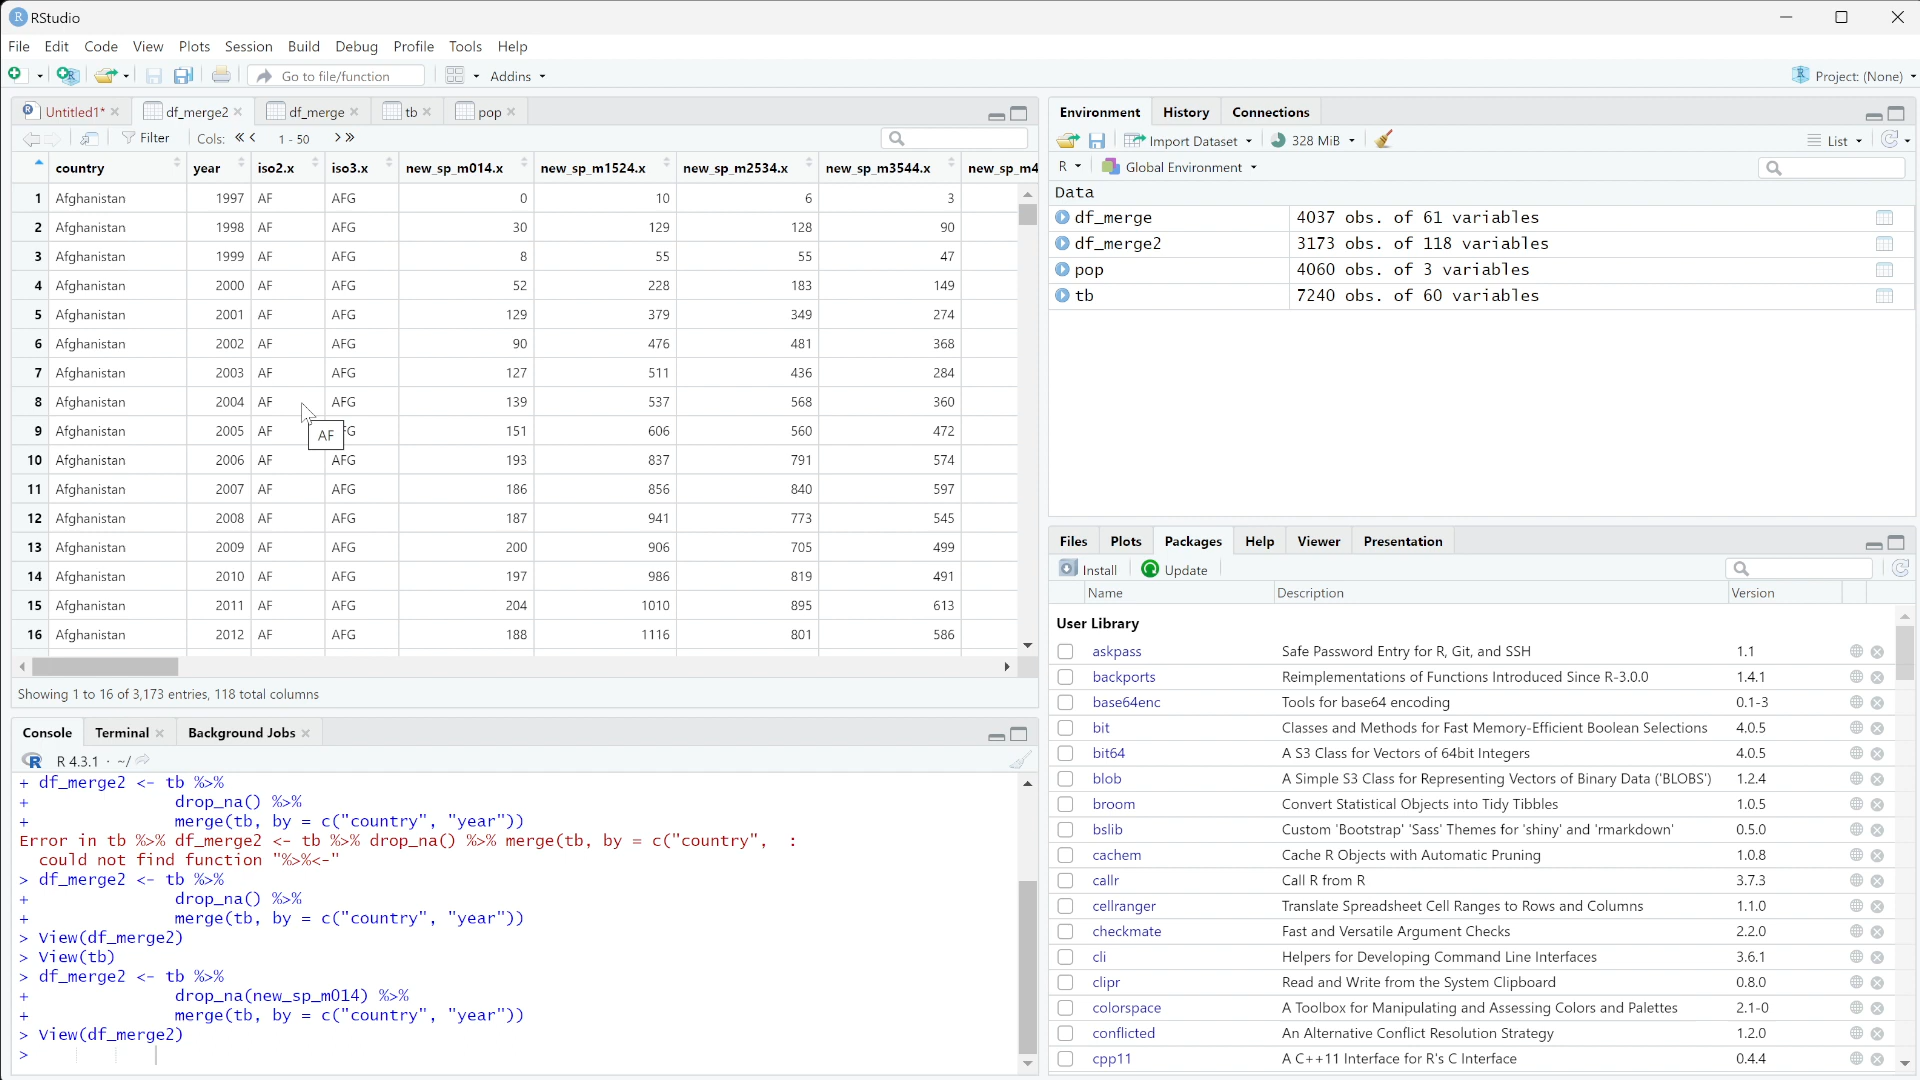 RStudio
File Edit Code View Plots Session Build Debug Profile Tools Help
Go to file/function Addins Project: (None)
Untitled1* df_merge2 df_merge tb pop
Filter Cols: 1 - 50
country year iso2.x iso3.x new_sp_m014.x new_sp_m1524.x new_sp_m2534.x new_sp_m3544.x new_sp_m4
1 Afghanistan 1997 AF AFG 0 10 6 3
2 Afghanistan 1998 AF AFG 30 129 128 90
3 Afghanistan 1999 AF AFG 8 55 55 47
4 Afghanistan 2000 AF AFG 52 228 183 149
5 Afghanistan 2001 AF AFG 129 379 349 274
6 Afghanistan 2002 AF AFG 90 476 481 368
7 Afghanistan 2003 AF AFG 127 511 436 284
8 Afghanistan 2004 AF AFG 139 537 568 360
9 Afghanistan 2005 AF FG 151 606 560 472
AF
10 Afghanistan 2006 AF AFG 193 837 791 574
11 Afghanistan 2007 AF AFG 186 856 840 597
12 Afghanistan 2008 AF AFG 187 941 773 545
13 Afghanistan 2009 AF AFG 200 906 705 499
14 Afghanistan 2010 AF AFG 197 986 819 491
15 Afghanistan 2011 AF AFG 204 1010 895 613
16 Afghanistan 2012 AF AFG 188 1116 801 586
Showing 1 to 16 of 3,173 entries, 118 total columns
Console Terminal Background Jobs
R 4.3.1 · ~/
+ df_merge2 <- tb %>%
+ drop_na() %>%
+ merge(tb, by = c("country", "year"))
Error in tb %>% df_merge2 <- tb %>% drop_na() %>% merge(tb, by = c("country", :
could not find function "%>%<-"
> df_merge2 <- tb %>%
+ drop_na() %>%
+ merge(tb, by = c("country", "year"))
> View(df_merge2)
> View(tb)
> df_merge2 <- tb %>%
+ drop_na(new_sp_m014) %>%
+ merge(tb, by = c("country", "year"))
> View(df_merge2)
>
Environment History Connections
Import Dataset 328 MiB List
R Global Environment
Data
df_merge 4037 obs. of 61 variables
df_merge2 3173 obs. of 118 variables
pop 4060 obs. of 3 variables
tb 7240 obs. of 60 variables
Files Plots Packages Help Viewer Presentation
Install Update
Name Description Version
User Library
askpass Safe Password Entry for R, Git, and SSH 1.1
backports Reimplementations of Functions Introduced Since R-3.0.0 1.4.1
base64enc Tools for base64 encoding 0.1-3
bit Classes and Methods for Fast Memory-Efficient Boolean Selections 4.0.5
bit64 A S3 Class for Vectors of 64bit Integers 4.0.5
blob A Simple S3 Class for Representing Vectors of Binary Data ('BLOBS') 1.2.4
broom Convert Statistical Objects into Tidy Tibbles 1.0.5
bslib Custom 'Bootstrap' 'Sass' Themes for 'shiny' and 'rmarkdown' 0.5.0
cachem Cache R Objects with Automatic Pruning 1.0.8
callr Call R from R 3.7.3
cellranger Translate Spreadsheet Cell Ranges to Rows and Columns 1.1.0
checkmate Fast and Versatile Argument Checks 2.2.0
cli Helpers for Developing Command Line Interfaces 3.6.1
clipr Read and Write from the System Clipboard 0.8.0
colorspace A Toolbox for Manipulating and Assessing Colors and Palettes 2.1-0
conflicted An Alternative Conflict Resolution Strategy 1.2.0
cpp11 A C++11 Interface for R's C Interface 0.4.4